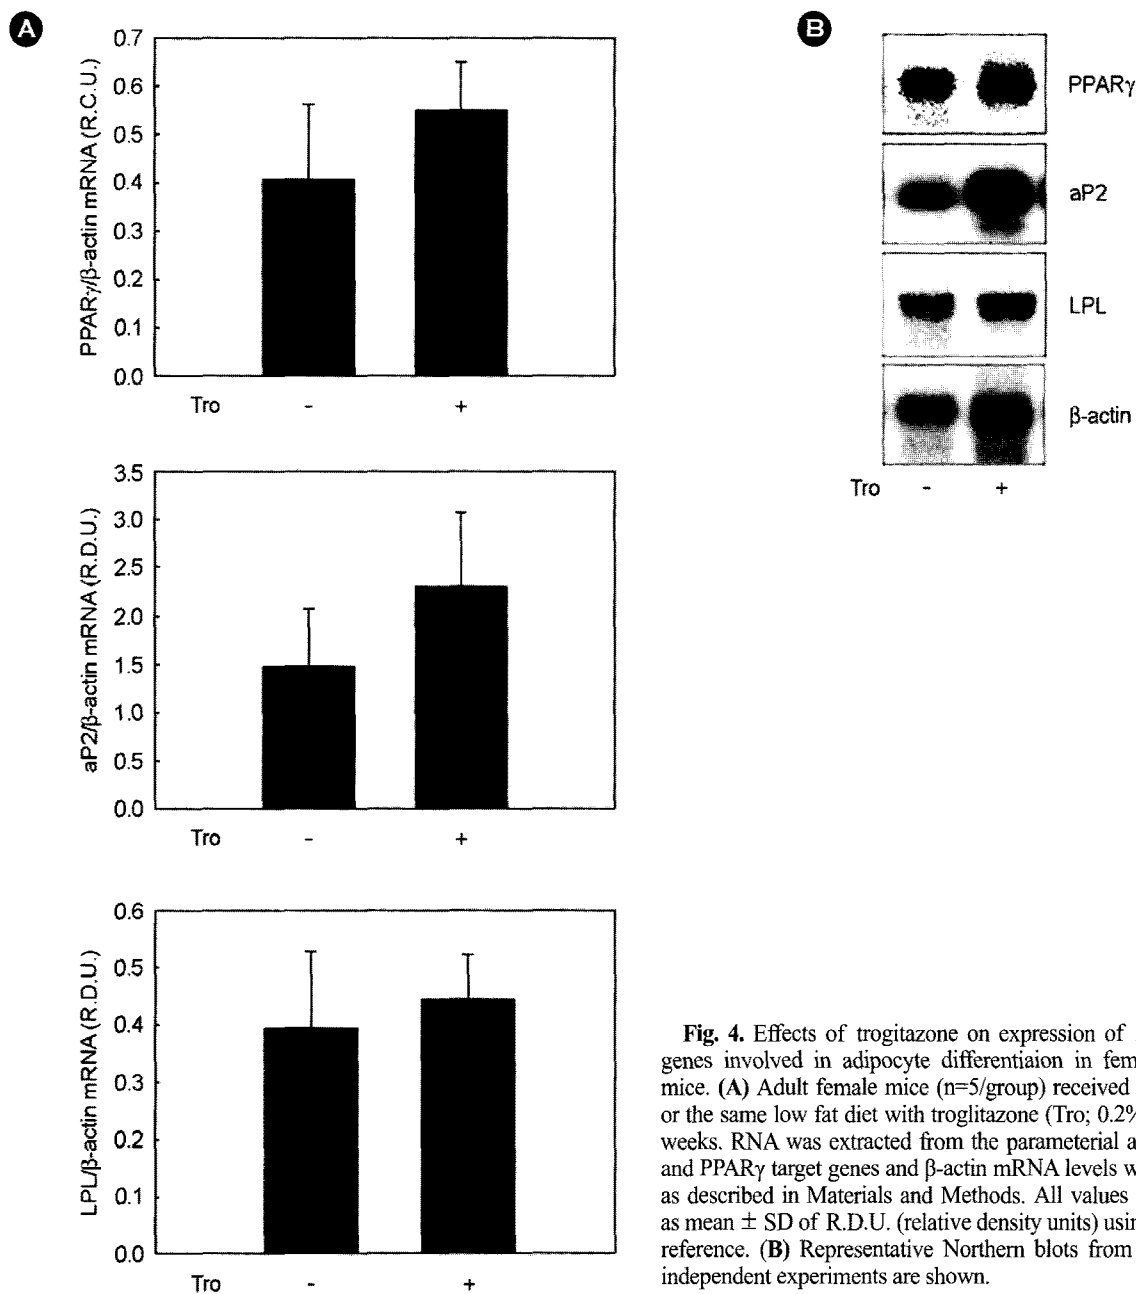 A
0.7
0.6
0.5
0.4
0.3
0.2
0.1
0.0
PPARγ/β-actin mRNA (R.C.U.)
Tro - +
3.5
3.0
2.5
2.0
1.5
1.0
0.5
0.0
aP2/β-actin mRNA (R.D.U.)
Tro - +
0.6
0.5
0.4
0.3
0.2
0.1
0.0
LPL/β-actin mRNA (R.D.U.)
Tro - +
B
PPARγ
aP2
LPL
β-actin
Tro - +
Fig. 4. Effects of trogitazone on expression of
genes involved in adipocyte differentiaion in fem
mice. (A) Adult female mice (n=5/group) received
or the same low fat diet with troglitazone (Tro; 0.2%
weeks. RNA was extracted from the parameterial a
and PPARγ target genes and β-actin mRNA levels w
as described in Materials and Methods. All values
as mean ± SD of R.D.U. (relative density units) usin
reference. (B) Representative Northern blots from
independent experiments are shown.